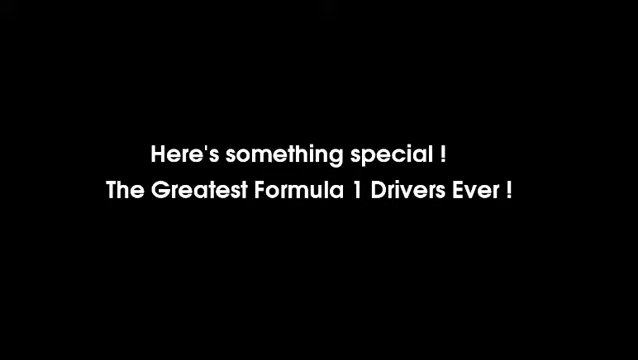 Here's something special !
The Greatest Formula 1 Drivers Ever !